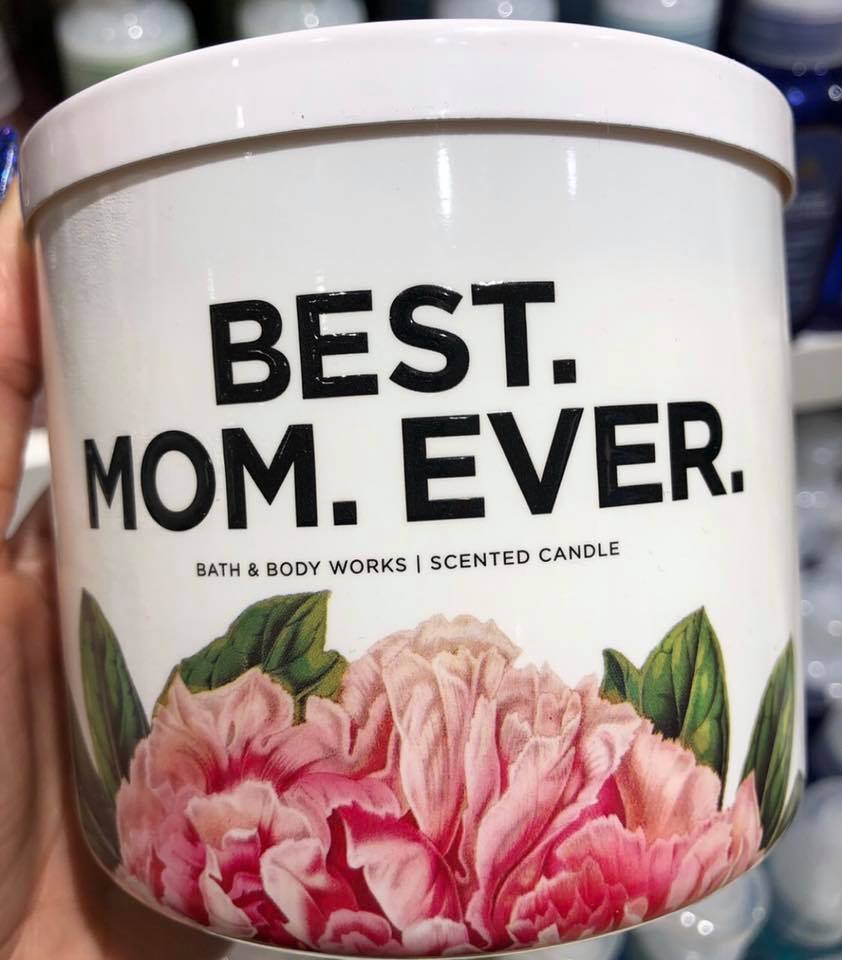 BEST.
MOM. EVER.
BATH & BODY WORKS | SCENTED CANDLE